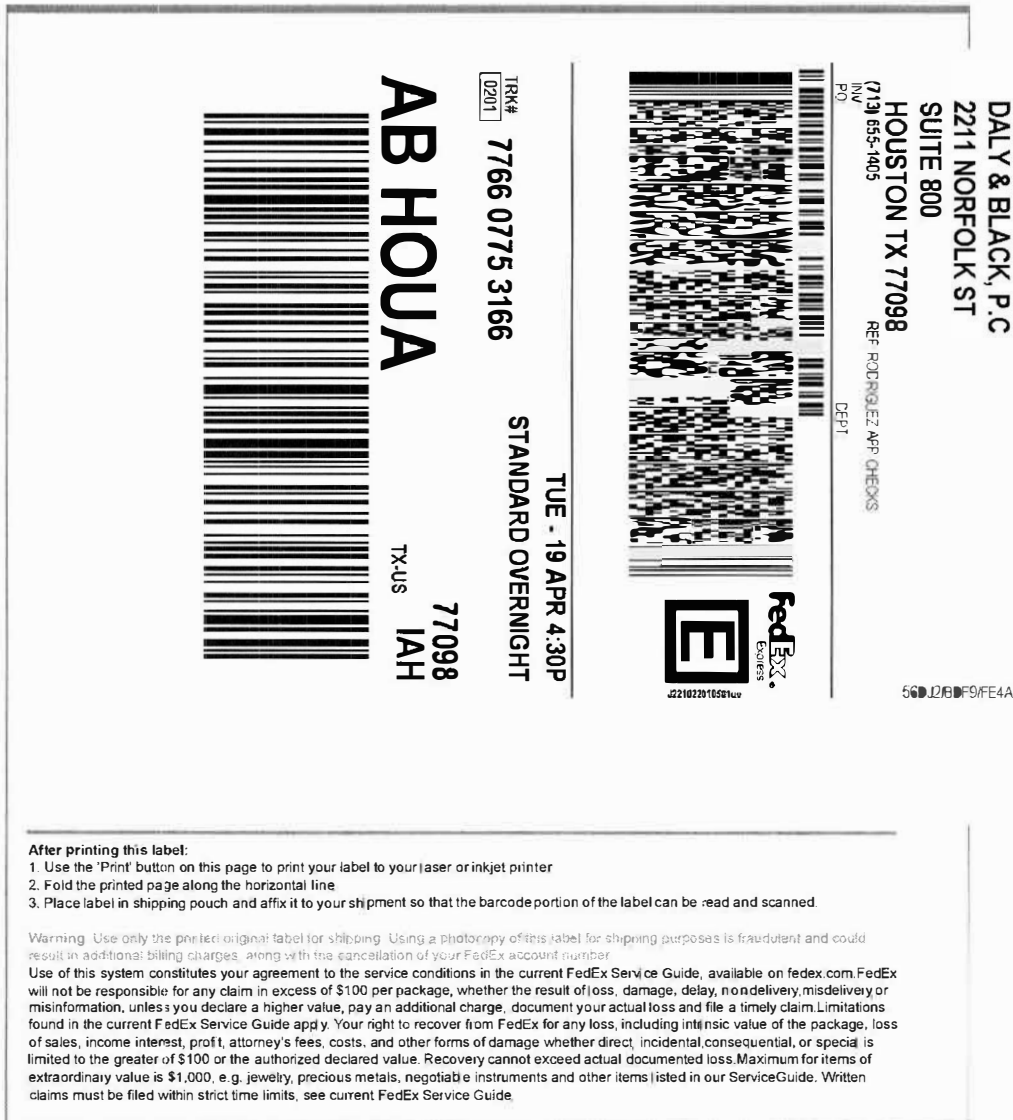 DALY & BLACK, P.C
2211 NORFOLK ST
SUITE 800
HOUSTON TX 77098
(713) 655-1405
REF RODRIGUEZ APP CHECKS
INV
PO
DEPT
FedEx®
Express
E
TUE - 19 APR 4:30P
STANDARD OVERNIGHT
TRK#
0201
7766 0775 3166
AB HOUA
77098
TX-US
IAH
After printing this label:
1. Use the 'Print' button on this page to print your label to your laser or inkjet printer
2. Fold the printed page along the horizontal line
3. Place label in shipping pouch and affix it to your shipment so that the barcode portion of the label can be read and scanned.
Warning Use only the printed original label for shipping Using a photocopy of this label for shipping purposes is fraudulent and could
result in additional billing charges, along with the cancellation of your FedEx account number
Use of this system constitutes your agreement to the service conditions in the current FedEx Service Guide, available on fedex.com.FedEx
will not be responsible for any claim in excess of $100 per package, whether the result of loss, damage, delay, nondelivery,misdelivery,or
misinformation, unless you declare a higher value, pay an additional charge, document your actual loss and file a timely claim.Limitations
found in the current FedEx Service Guide apply. Your right to recover from FedEx for any loss, including intrinsic value of the package, loss
of sales, income interest, profit, attorney's fees, costs, and other forms of damage whether direct, incidental,consequential, or special is
limited to the greater of $100 or the authorized declared value. Recovery cannot exceed actual documented loss.Maximum for items of
extraordinary value is $1,000, e.g. jewelry, precious metals, negotiable instruments and other items listed in our ServiceGuide. Written
claims must be filed within strict time limits, see current FedEx Service Guide.